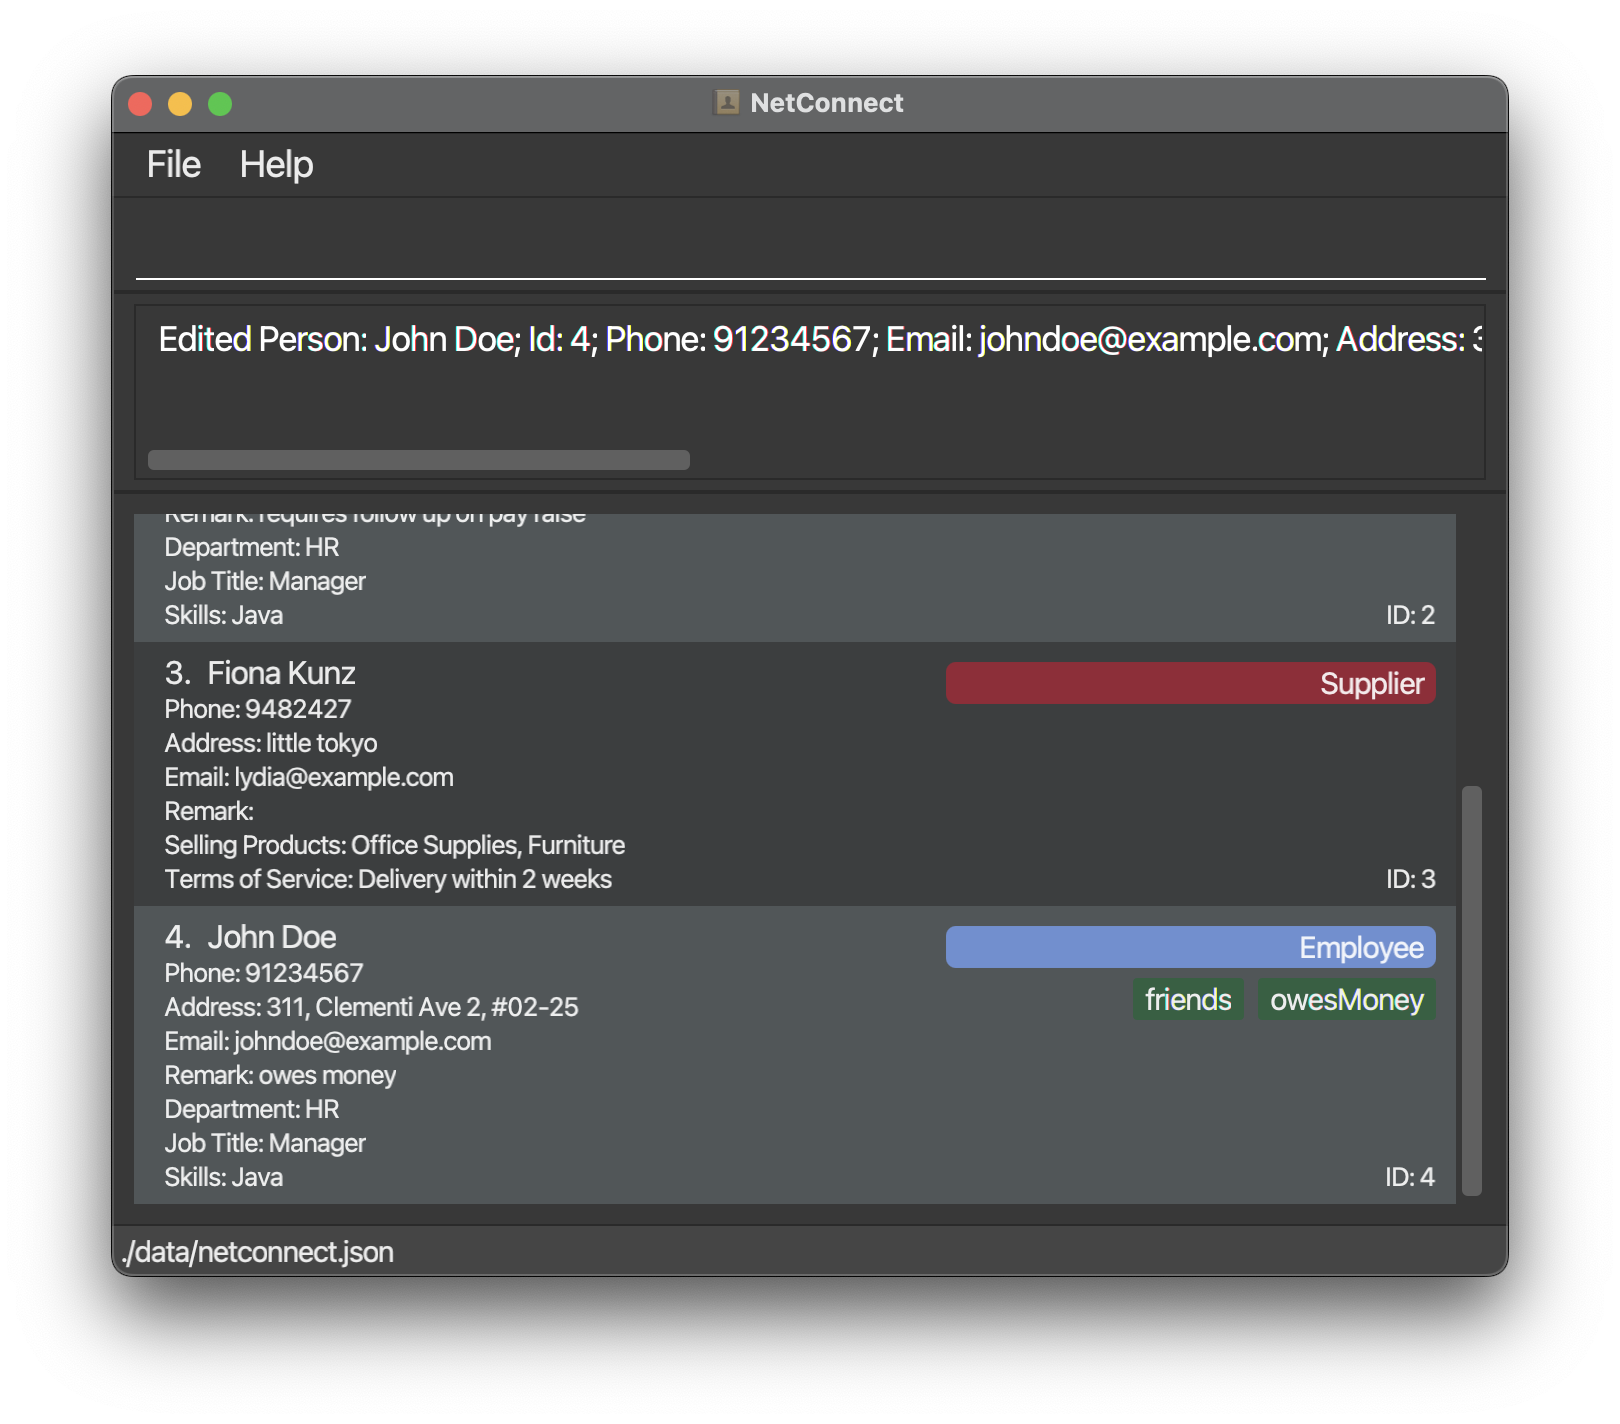 NetConnect
File Help
Edited Person: John Doe; Id: 4; Phone: 91234567; Email: johndoe@example.com; Address: 3
Remark: requires follow up on pay raise
Department: HR
Job Title: Manager
Skills: Java
ID: 2
3. Fiona Kunz
Supplier
Phone: 9482427
Address: little tokyo
Email: lydia@example.com
Remark:
Selling Products: Office Supplies, Furniture
Terms of Service: Delivery within 2 weeks
ID: 3
4. John Doe
Employee
friends owesMoney
Phone: 91234567
Address: 311, Clementi Ave 2, #02-25
Email: johndoe@example.com
Remark: owes money
Department: HR
Job Title: Manager
Skills: Java
ID: 4
./data/netconnect.json